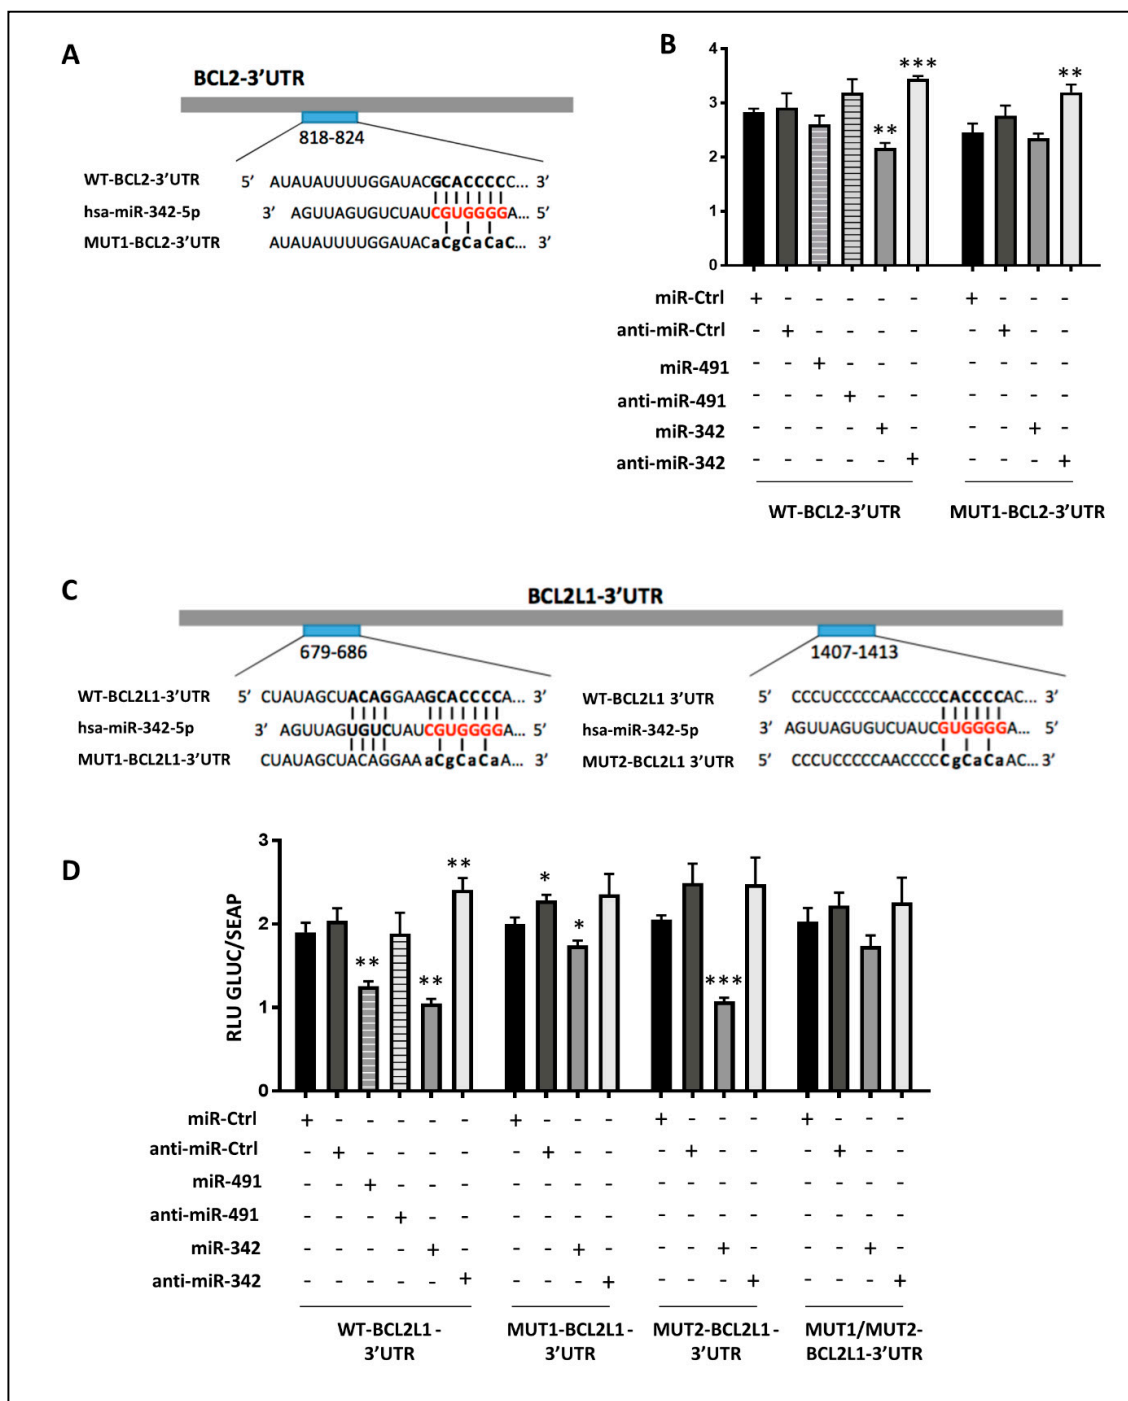 A
BCL2-3'UTR
818-824
WT-BCL2-3'UTR 5' AUAUAUUUUGGAUACGCACCCCC... 3'
hsa-miR-342-5p 3' AGUUAGUGUCUAUCGUGGGGA... 5'
MUT1-BCL2-3'UTR AUAUAUUUUGGAUACaCgCaCaC... 3'
B
4
3
2
1
0
**
***
**
miR-Ctrl + - - - - - + - - -
anti-miR-Ctrl - + - - - - - + - -
miR-491 - - + - - - - - - -
anti-miR-491 - - - + - - - - - -
miR-342 - - - - + - - - + -
anti-miR-342 - - - - - + - - - +
WT-BCL2-3'UTR MUT1-BCL2-3'UTR
C
BCL2L1-3'UTR
679-686 1407-1413
WT-BCL2L1-3'UTR 5' CUAUAGCUACAGGAAGCACCCCA... 3'
hsa-miR-342-5p 3' AGUUAGUGUCUAUCGUGGGGA... 5'
MUT1-BCL2L1-3'UTR CUAUAGCUACAGGAAaCgCaCaA... 3'
WT-BCL2L1 3'UTR 5' CCCUCCCCCAACCCCCACCCCAC... 3'
hsa-miR-342-5p 3' AGUUAGUGUCUAUCGUGGGGA... 5'
MUT2-BCL2L1 3'UTR 5' CCCUCCCCCAACCCCCgCaCaAC... 3'
D
RLU GLUC/SEAP
3
2
1
0
**
**
**
*
*
***
miR-Ctrl + - - - - - + - - - + - - - + - - -
anti-miR-Ctrl - + - - - - - + - - - + - - - + - -
miR-491 - - + - - - - - - - - - - - - - - -
anti-miR-491 - - - + - - - - - - - - - - - - - -
miR-342 - - - - + - - - + - - - + - - - + -
anti-miR-342 - - - - - + - - - + - - - + - - - +
WT-BCL2L1-
3'UTR
MUT1-BCL2L1-
3'UTR
MUT2-BCL2L1-
3'UTR
MUT1/MUT2-
BCL2L1-3'UTR